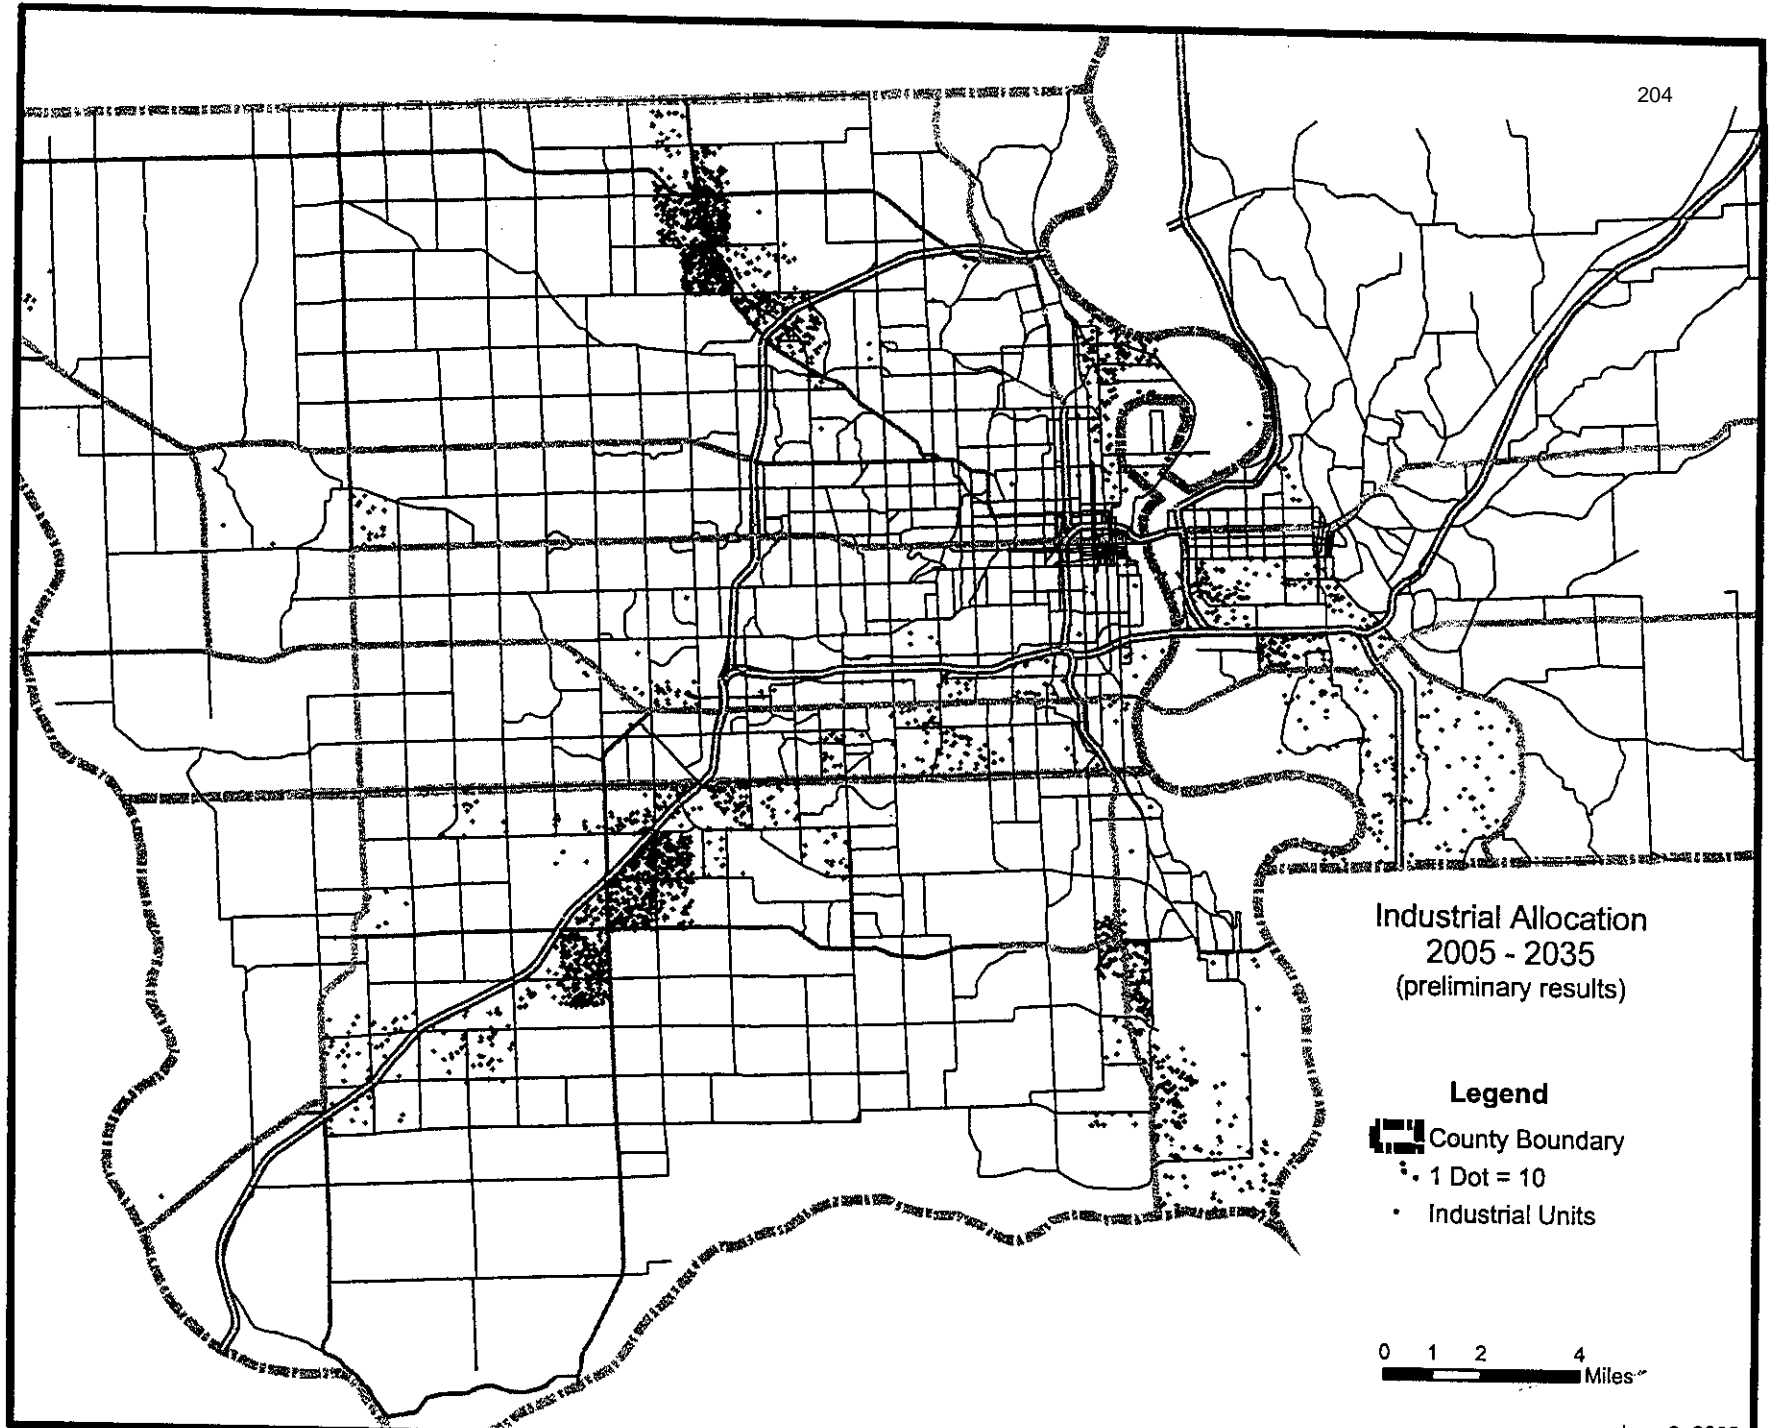 204
Industrial Allocation
2005 - 2035
(preliminary results)
Legend
County Boundary
1 Dot = 10
Industrial Units
0 1 2 4
Miles